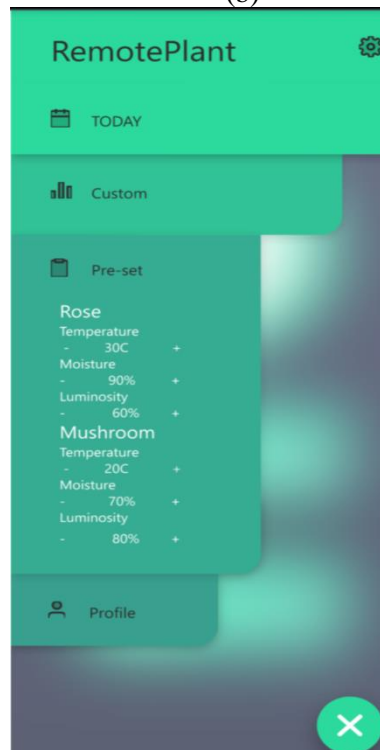 RemotePlant
TODAY
Custom
Pre-set
Rose
Temperature
- 30C +
Moisture
- 90% +
Luminosity
- 60% +
Mushroom
Temperature
- 20C +
Moisture
- 70% +
Luminosity
- 80% +
Profile